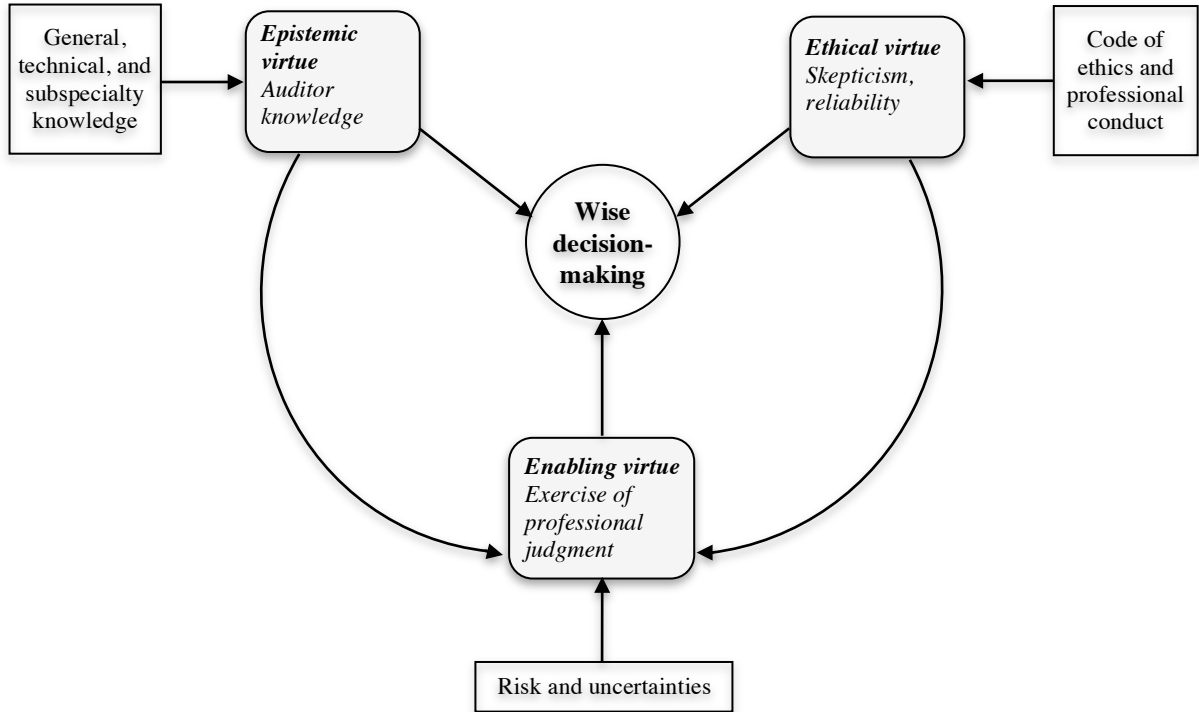 General,
technical, and
subspecialty
knowledge
Epistemic
virtue
Auditor
knowledge
Ethical virtue
Skepticism,
reliability
Code of
ethics and
professional
conduct
Wise
decision-
making
Enabling virtue
Exercise of
professional
judgment
Risk and uncertainties